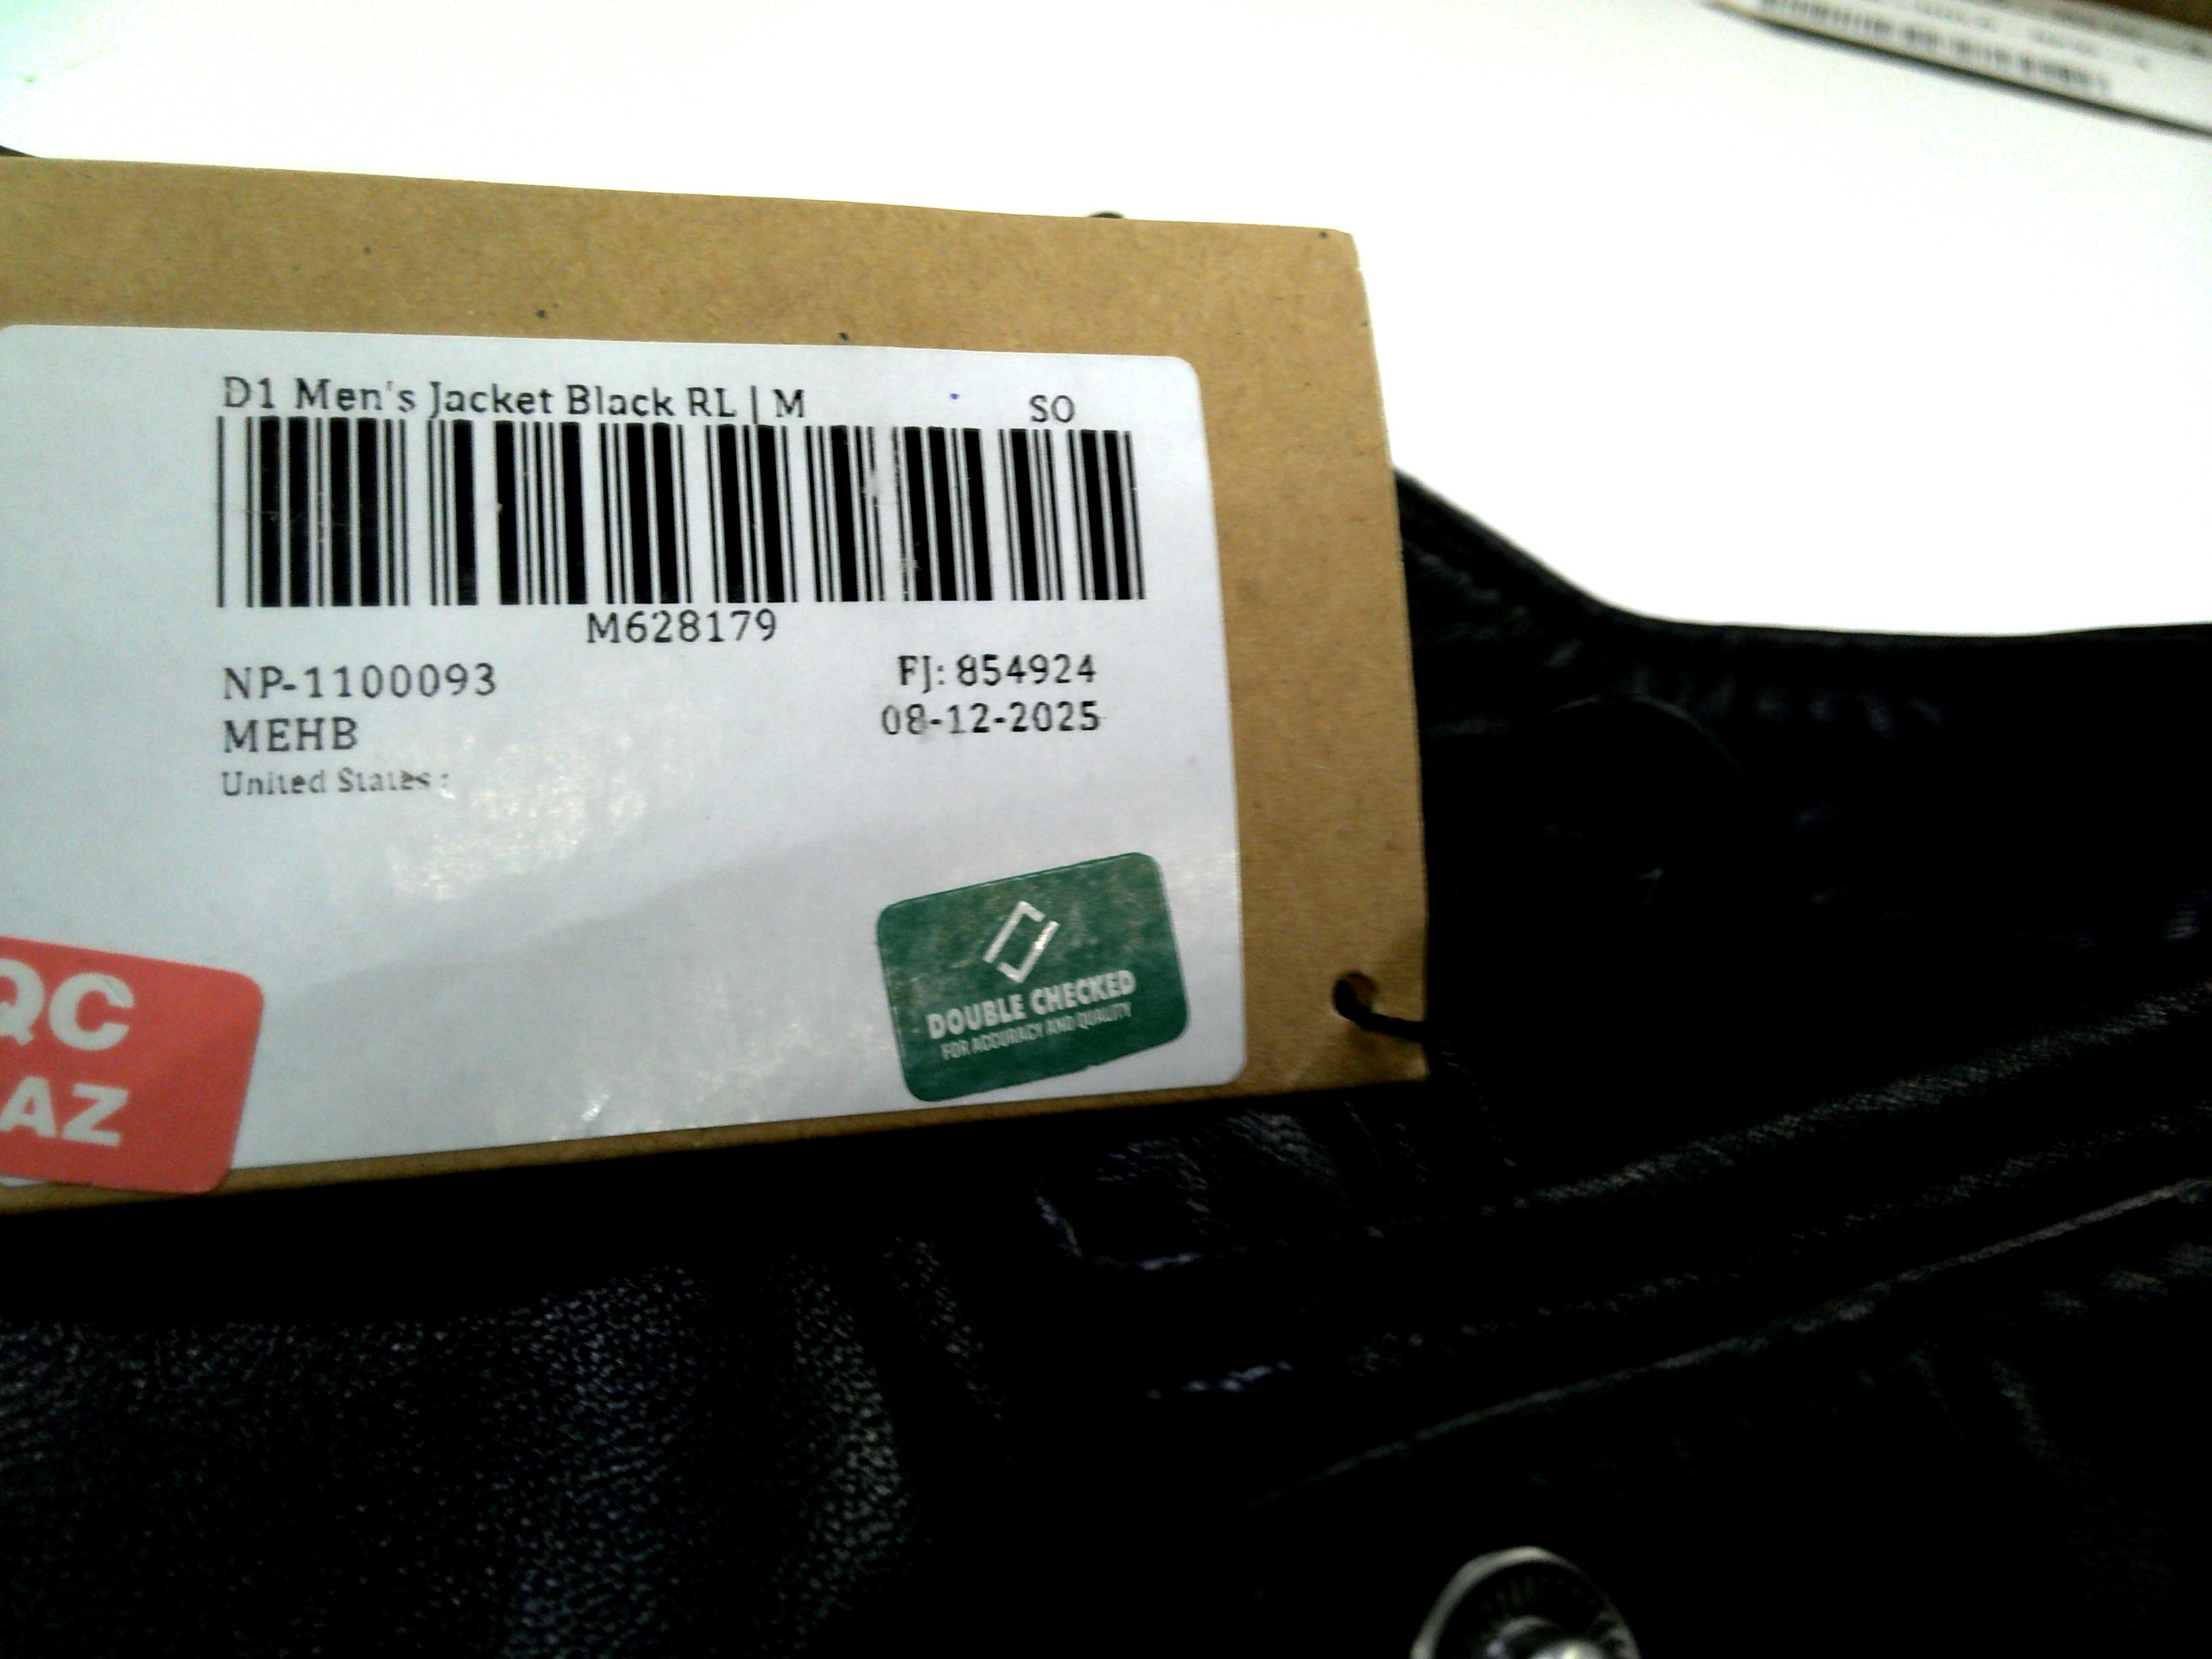 D1 Men's Jacket Black RL | M SO
M628179
NP-1100093 FJ: 854924
MEHB 08-12-2025
United States :
QC
AZ
DOUBLE CHECKED
FOR ACCURACY AND QUALITY